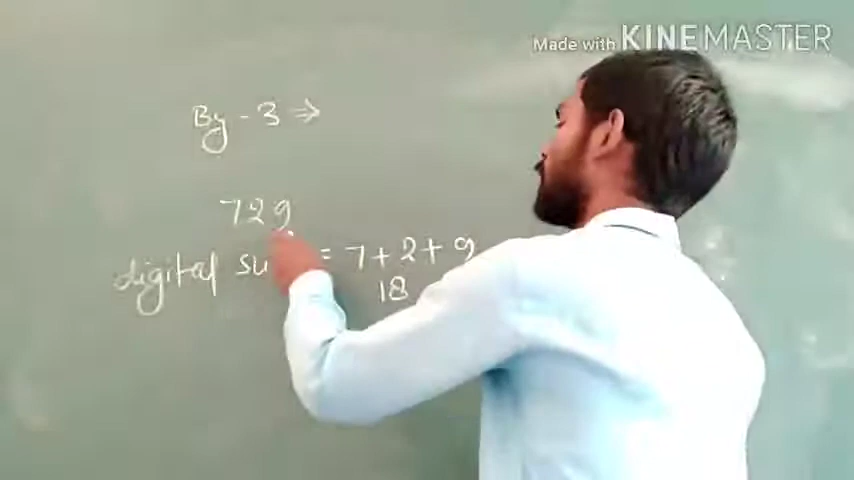 Made with KINEMASTER
By - 3 ⇒
729
digital su = 7 + 2 + 9
18